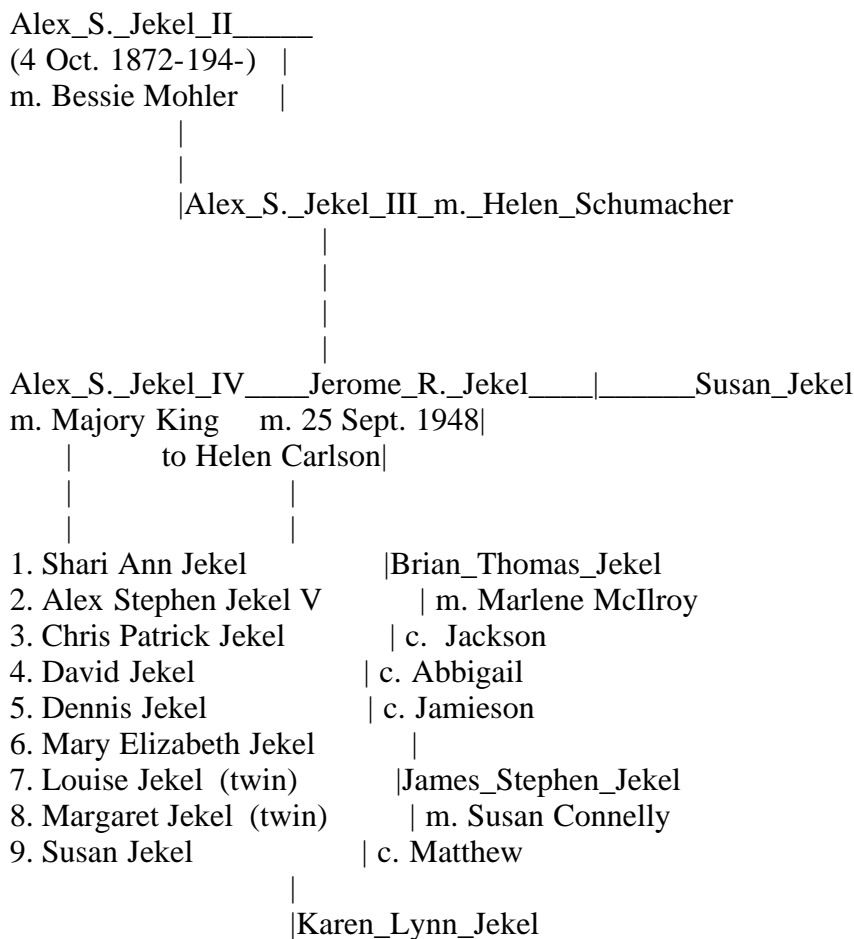 Alex_S._Jekel_II_____
(4 Oct. 1872-194-) |
m. Bessie Mohler |
|
|
|Alex_S._Jekel_III_m._Helen_Schumacher
|
|
|
|
Alex_S._Jekel_IV____Jerome_R._Jekel____|______Susan_Jekel
m. Majory King m. 25 Sept. 1948|
| to Helen Carlson|
| |
| |
1. Shari Ann Jekel |Brian_Thomas_Jekel
2. Alex Stephen Jekel V | m. Marlene McIlroy
3. Chris Patrick Jekel | c. Jackson
4. David Jekel | c. Abbigail
5. Dennis Jekel | c. Jamieson
6. Mary Elizabeth Jekel |
7. Louise Jekel (twin) |James_Stephen_Jekel
8. Margaret Jekel (twin) | m. Susan Connelly
9. Susan Jekel | c. Matthew
|
|Karen_Lynn_Jekel